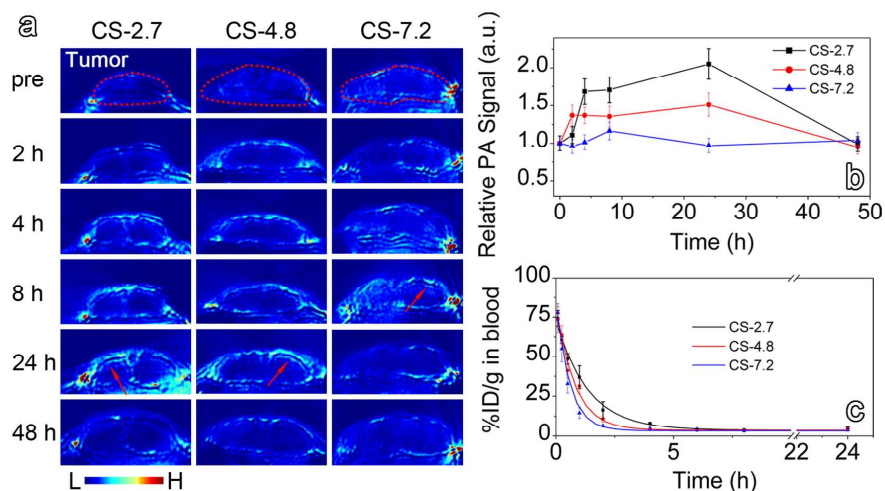 a
CS-2.7 CS-4.8 CS-7.2
Tumor
pre
2 h
4 h
8 h
24 h
48 h
L H
Relative PA Signal (a.u.)
2.0
1.5
1.0
0.5
CS-2.7
CS-4.8
CS-7.2
b
0 10 20 30 40 50
Time (h)
%ID/g in blood
100
75
50
25
0
CS-2.7
CS-4.8
CS-7.2
c
0 5 22 24
Time (h)